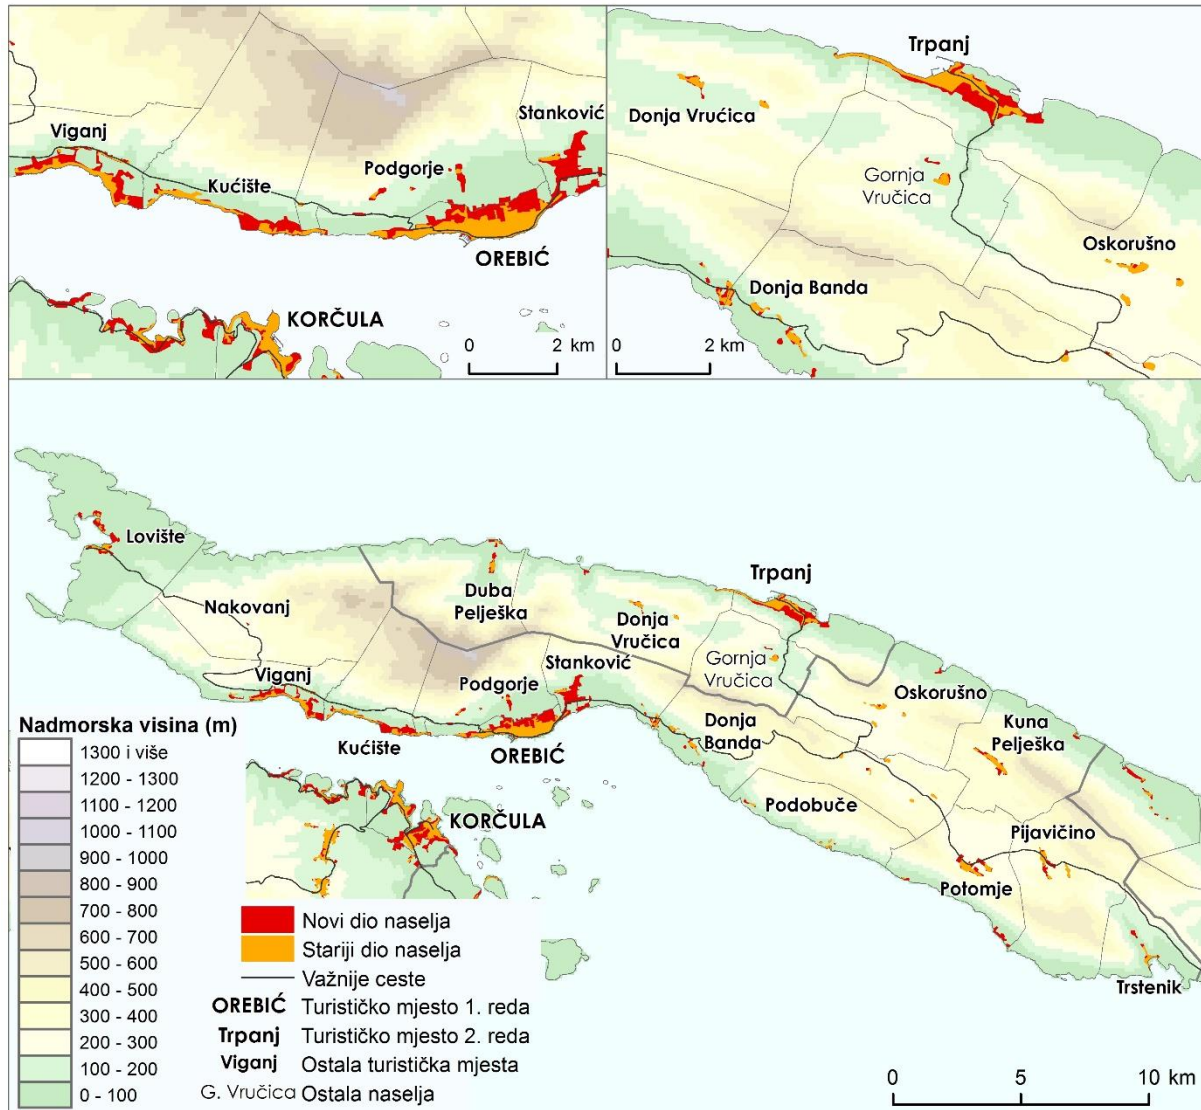 Viganj
Kućište
Podgorje
Stanković
OREBIĆ
KORČULA
0 2 km
Trpanj
Donja Vrućica
Gornja
Vručica
Oskorušno
Donja Banda
0 2 km
Lovište
Nakovanj
Viganj
Kućište
Duba
Pelješka
Podgorje
Stanković
OREBIĆ
KORČULA
Donja
Vručica
Trpanj
Gornja
Vručica
Donja
Banda
Oskorušno
Kuna
Pelješka
Podobuče
Pijavičino
Potomje
Trstenik
Nadmorska visina (m)
1300 i više
1200 - 1300
1100 - 1200
1000 - 1100
900 - 1000
800 - 900
700 - 800
600 - 700
500 - 600
400 - 500
300 - 400
200 - 300
100 - 200
0 - 100
Novi dio naselja
Stariji dio naselja
Važnije ceste
OREBIĆ Turističko mjesto 1. reda
Trpanj Turističko mjesto 2. reda
Viganj Ostala turistička mjesta
G. Vručica Ostala naselja
0 5 10 km